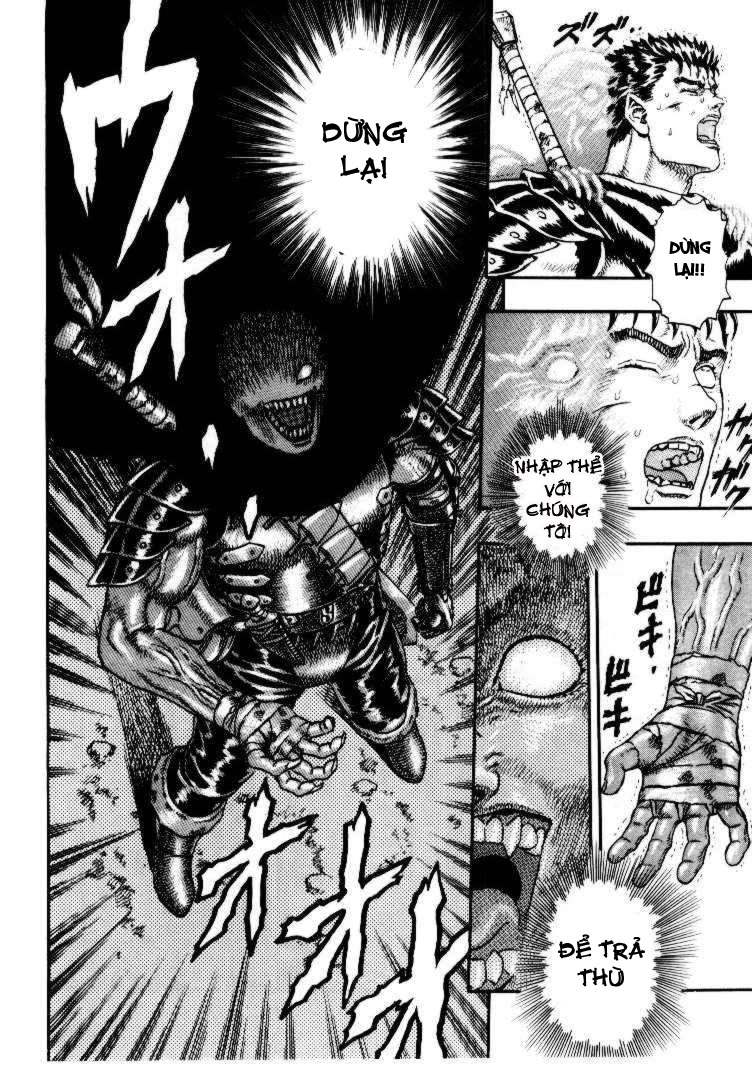 ズズ
DỪNG
LẠI!!
NHẬP THỂ
VỚI
CHÚNG
TÔI
ガク
ガク
ビキ
ビキ
ĐỂ TRẢ
THÙ
DỪNG
LẠI
ウオ
オオオ